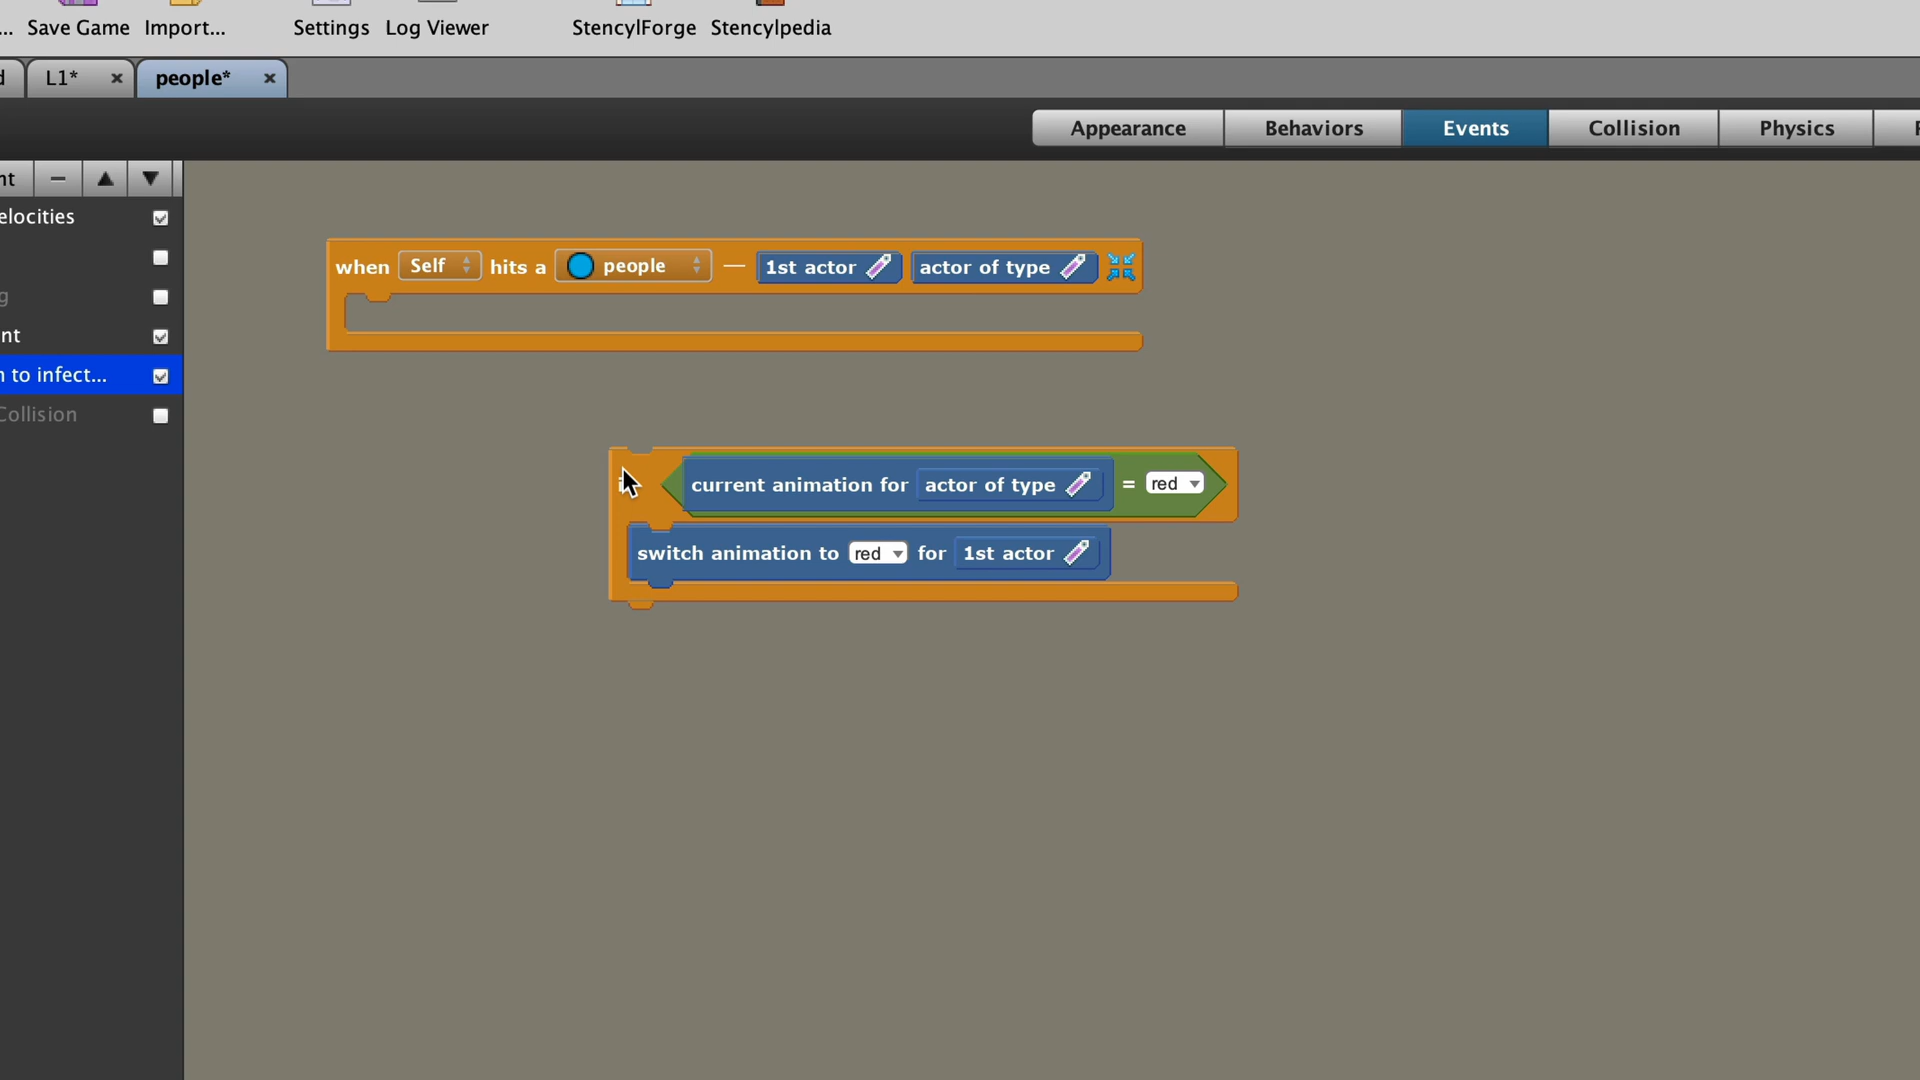 ... Save Game Import... Settings Log Viewer StencylForge Stencylpedia
d L1* × people* ×
Appearance Behaviors Events Collision Physics
nt
elocities
when Self hits a people — 1st actor actor of type
g
nt
n to infect...
Collision
current animation for actor of type = red
switch animation to red for 1st actor